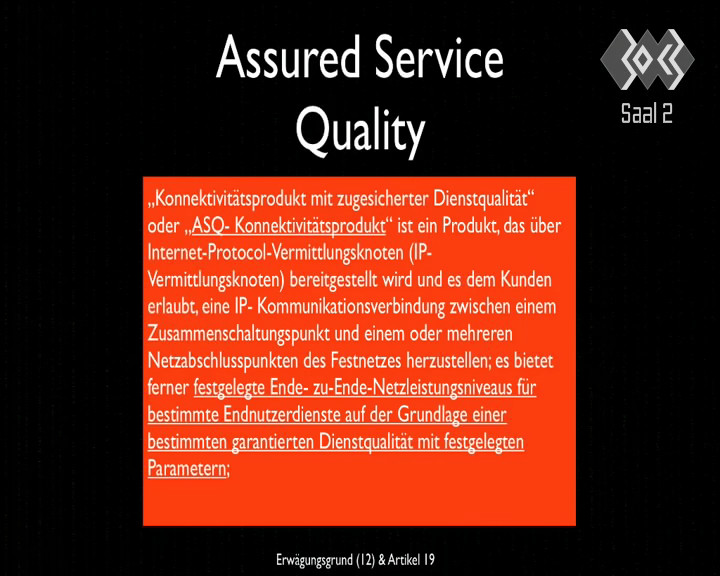 Assured Service
Quality
Saal 2
„Konnektivitätsprodukt mit zugesicherter Dienstqualität“
oder „ASQ- Konnektivitätsprodukt“ ist ein Produkt, das über
Internet-Protocol-Vermittlungsknoten (IP-
Vermittlungsknoten) bereitgestellt wird und es dem Kunden
erlaubt, eine IP- Kommunikationsverbindung zwischen einem
Zusammenschaltungspunkt und einem oder mehreren
Netzabschlusspunkten des Festnetzes herzustellen; es bietet
ferner festgelegte Ende- zu-Ende-Netzleistungsniveaus für
bestimmte Endnutzerdienste auf der Grundlage einer
bestimmten garantierten Dienstqualität mit festgelegten
Parametern;
Erwägungsgrund (12) & Artikel 19